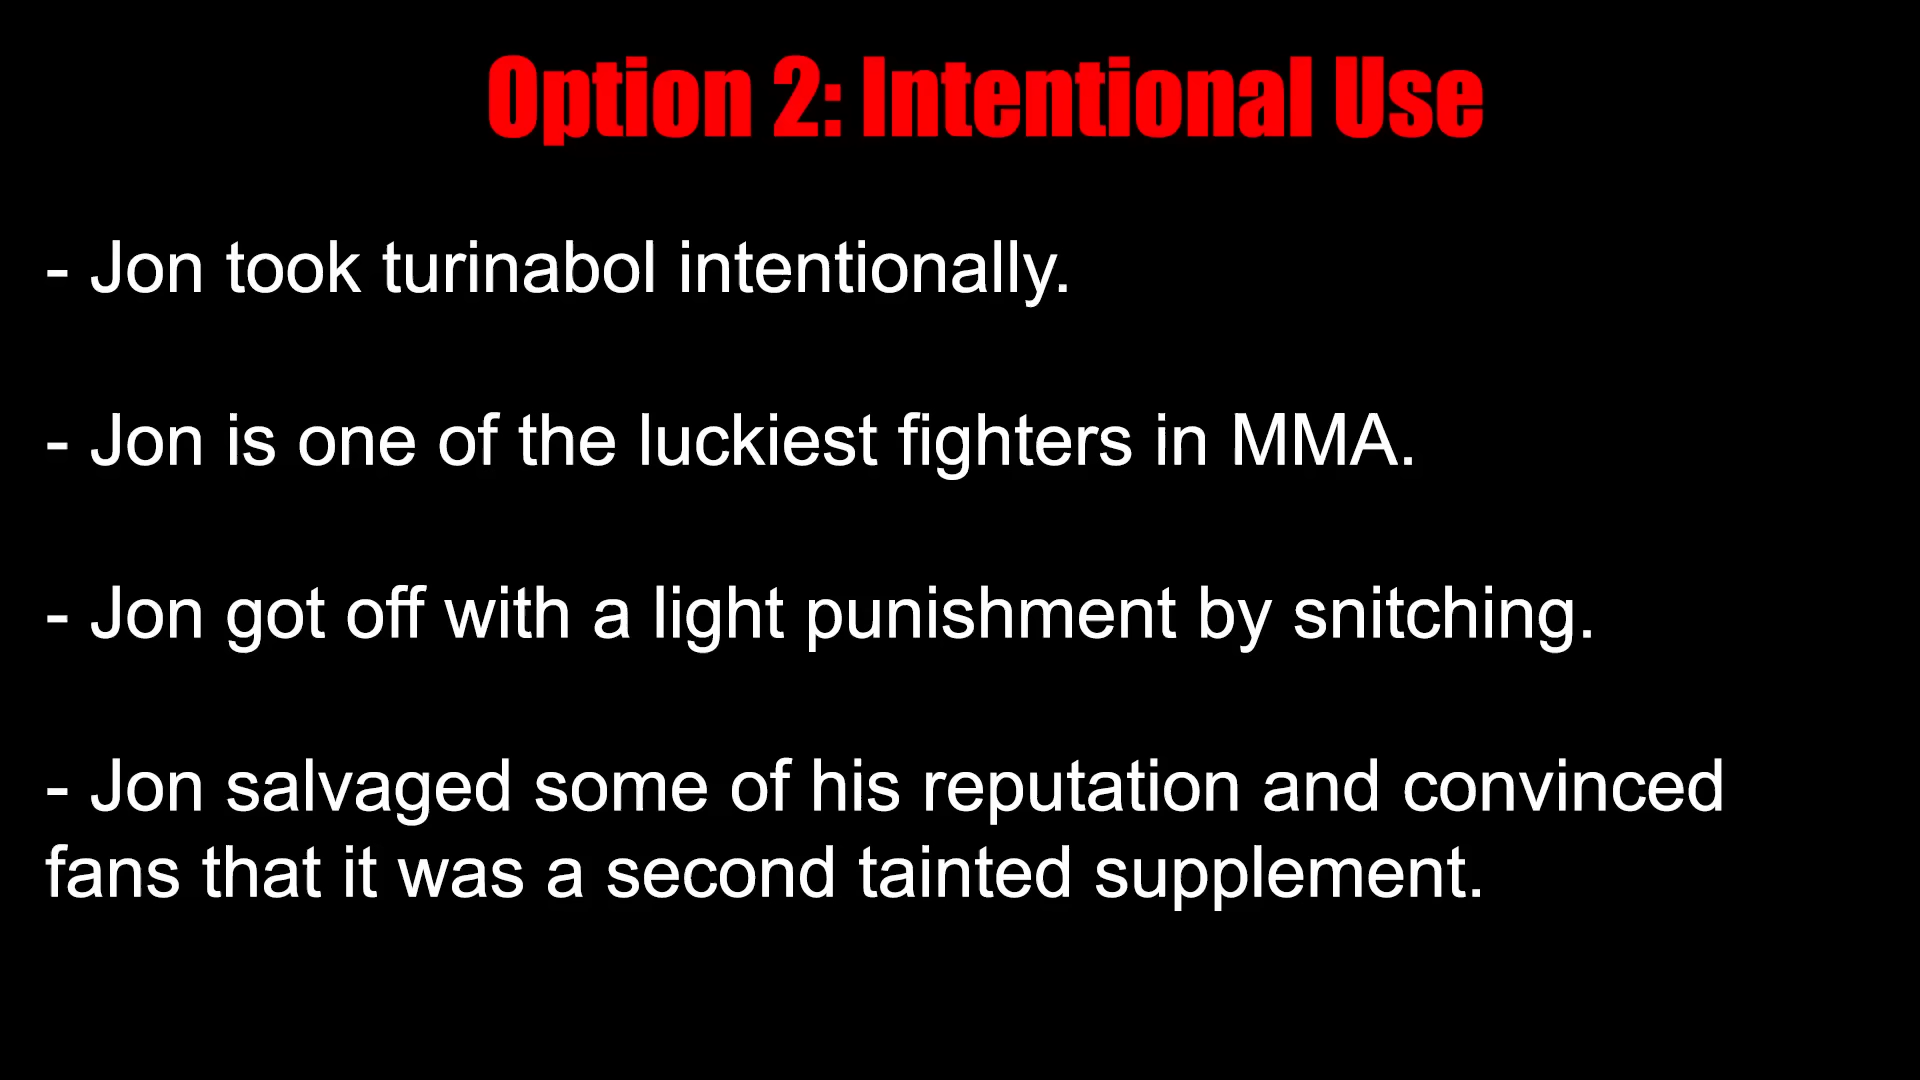 Option 2: Intentional Use
- Jon took turinabol intentionally.
- Jon is one of the luckiest fighters in MMA.
- Jon got off with a light punishment by snitching.
- Jon salvaged some of his reputation and convinced
fans that it was a second tainted supplement.